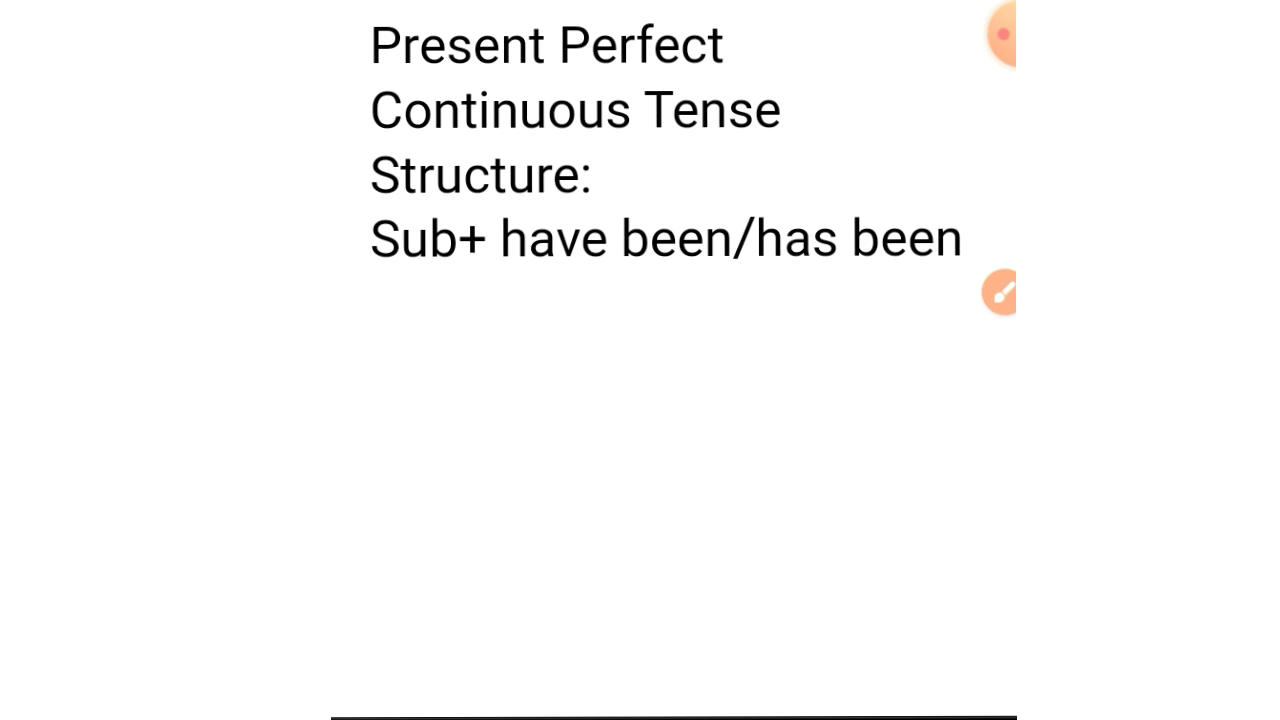 Present Perfect
Continuous Tense
Structure:
Sub+ have been/has been